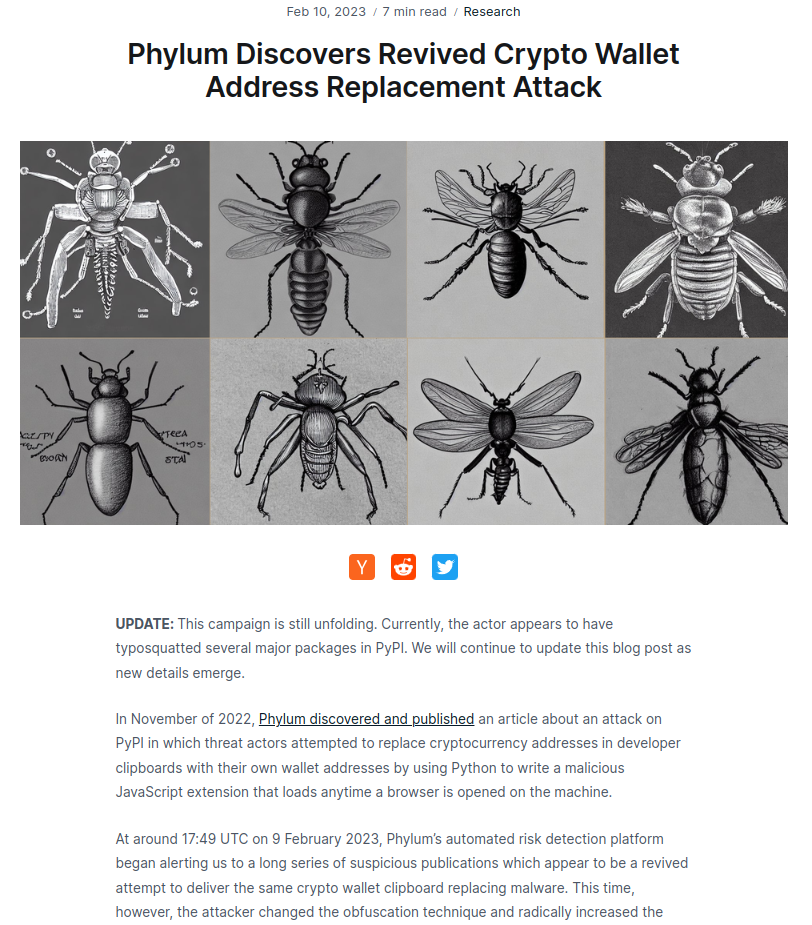 Feb 10, 2023 / 7 min read / Research
Phylum Discovers Revived Crypto Wallet
Address Replacement Attack
UPDATE: This campaign is still unfolding. Currently, the actor appears to have
typosquatted several major packages in PyPI. We will continue to update this blog post as
new details emerge.
In November of 2022, Phylum discovered and published an article about an attack on
PyPI in which threat actors attempted to replace cryptocurrency addresses in developer
clipboards with their own wallet addresses by using Python to write a malicious
JavaScript extension that loads anytime a browser is opened on the machine.
At around 17:49 UTC on 9 February 2023, Phylum’s automated risk detection platform
began alerting us to a long series of suspicious publications which appear to be a revived
attempt to deliver the same crypto wallet clipboard replacing malware. This time,
however, the attacker changed the obfuscation technique and radically increased the